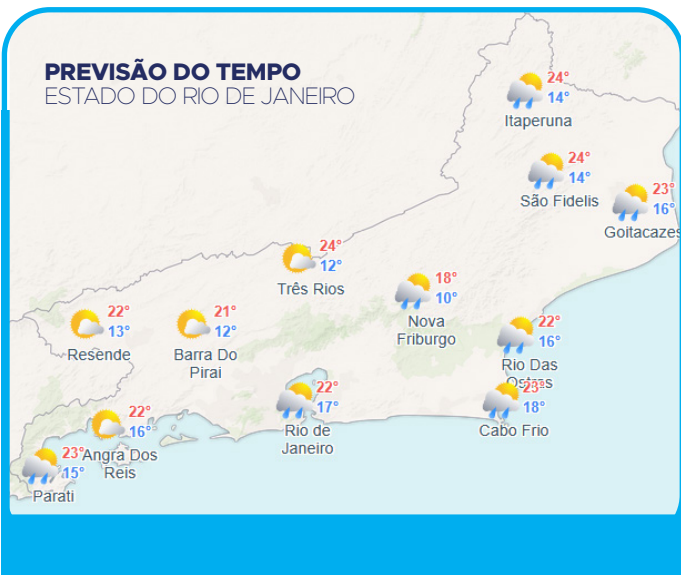 PREVISÃO DO TEMPO
ESTADO DO RIO DE JANEIRO
24°
14°
Itaperuna
24°
14°
São Fidelis
23°
16°
Goitacazes
24°
12°
Três Rios
18°
10°
Nova
Friburgo
22°
13°
Resende
21°
12°
Barra Do
Pirai
22°
16°
Rio Das
Ostras
22°
17°
Rio de
Janeiro
23°
18°
Cabo Frio
22°
16°
Angra Dos
Reis
23°
15°
Parati